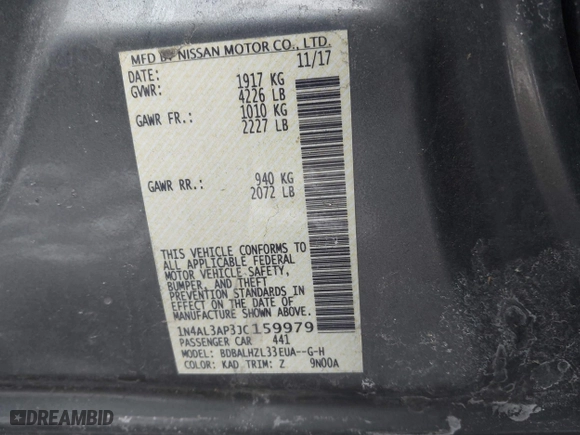 MFD BY NISSAN MOTOR CO., LTD.
DATE: 11/17
GVWR: 1917 KG
4226 LB
GAWR FR.: 1010 KG
2227 LB
GAWR RR.: 940 KG
2072 LB
THIS VEHICLE CONFORMS TO
ALL APPLICABLE FEDERAL
MOTOR VEHICLE SAFETY,
BUMPER, AND THEFT
PREVENTION STANDARDS IN
EFFECT ON THE DATE OF
MANUFACTURE SHOWN ABOVE.
1N4AL3AP3JC159979
PASSENGER CAR 441
MODEL: BDBALHZL33EUA--G-H
COLOR: KAD TRIM: Z 9N00A
DREAMBID